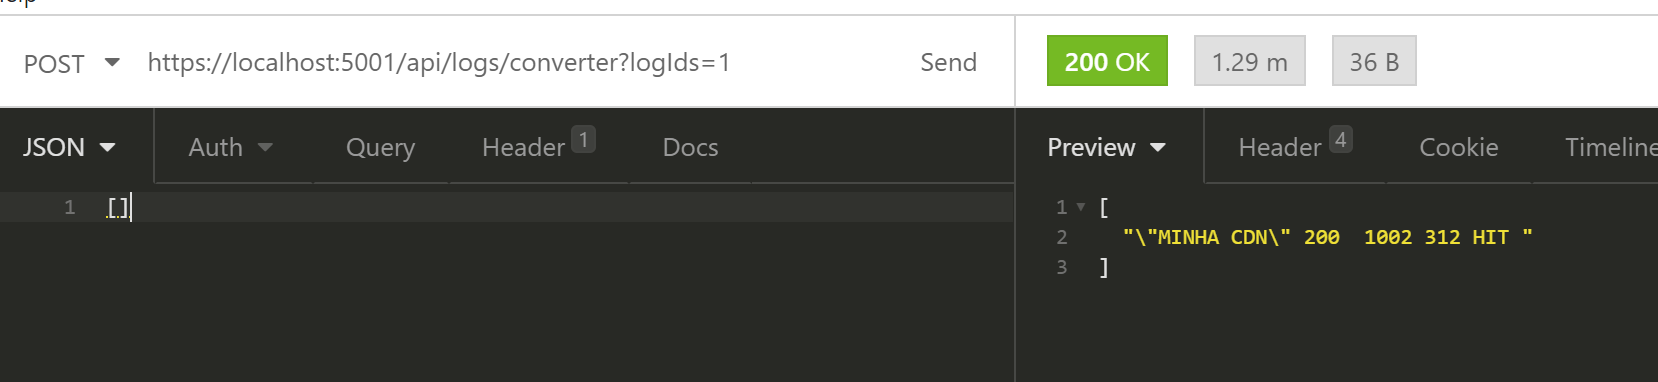 POST https://localhost:5001/api/logs/converter?logIds=1 Send 200 OK 1.29 m 36 B
JSON Auth Query Header 1 Docs Preview Header 4 Cookie Timeline
1 []
1 [
2 "\"MINHA CDN\" 200  1002 312 HIT "
3 ]